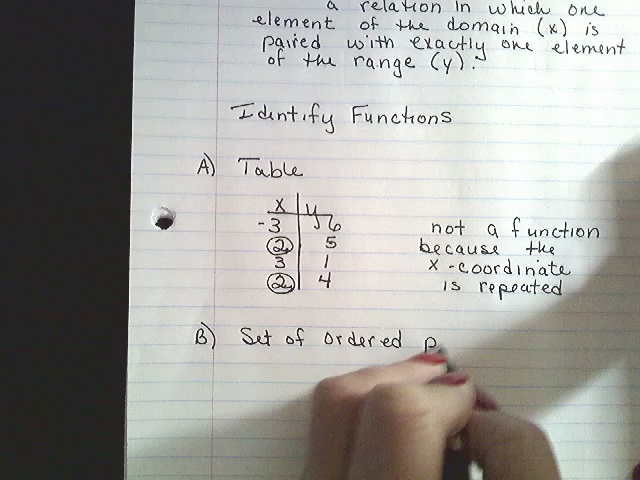 a relation in which one
element of the domain (x) is
paired with exactly one element
of the range (y).
Identify Functions
A) Table
x y
-3 6
2 5
3 1
2 4
not a function
because the
x-coordinate
is repeated
B) Set of ordered p